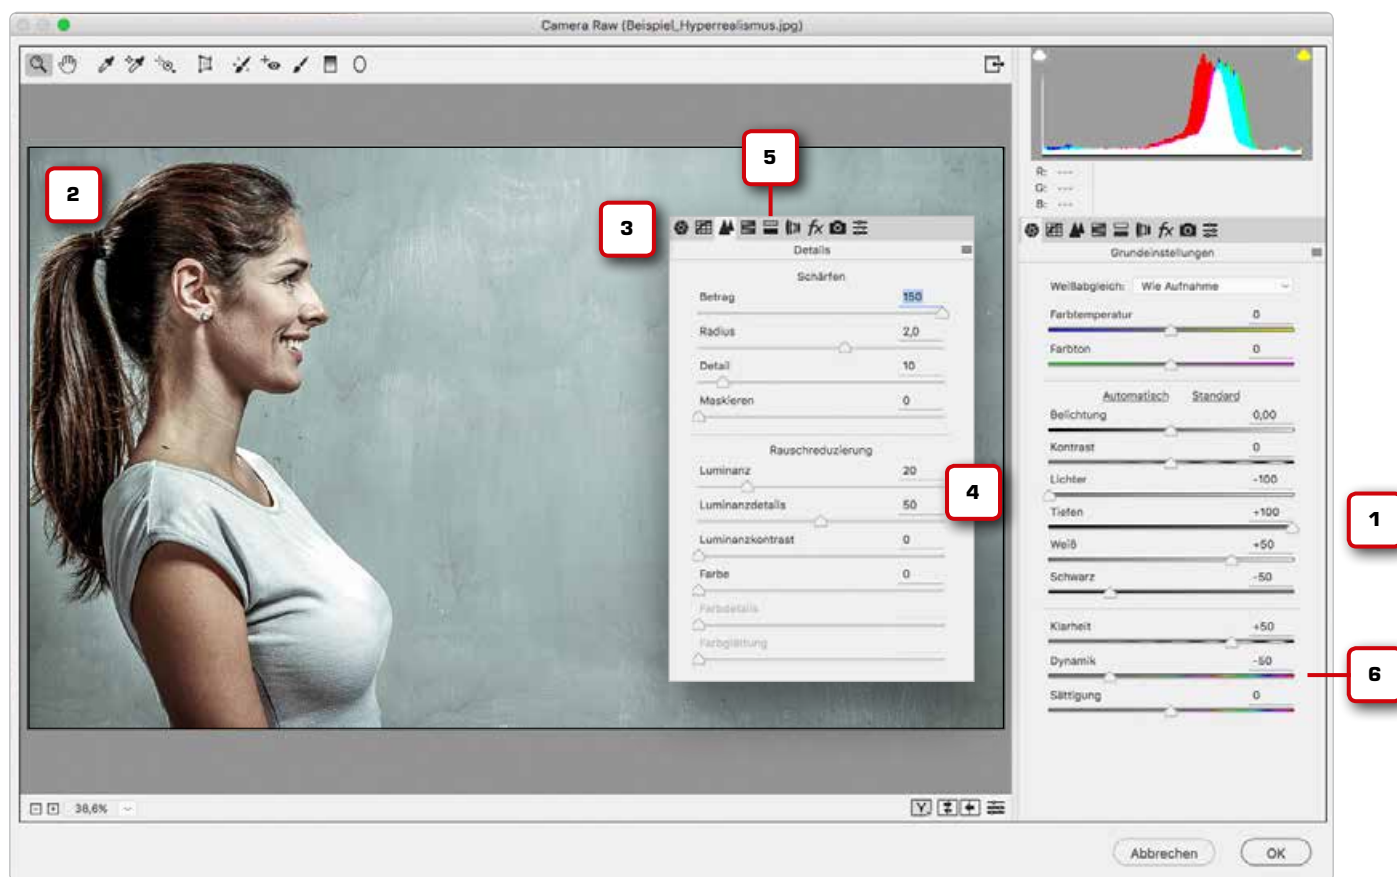 Camera Raw (Beispiel_Hyperrealismus.jpg)
R: ---
G: ---
B: ---
5
2
3
fx
Details
Schärfen
Betrag 150
Radius 2,0
Detail 10
Maskieren 0
Rauschreduzierung
Luminanz 20
Luminanzdetails 50
Luminanzkontrast 0
Farbe 0
Farbdetails
Farbglättung
4
fx
Grundeinstellungen
Weißabgleich: Wie Aufnahme
Farbtemperatur 0
Farbton 0
Automatisch Standard
Belichtung 0,00
Kontrast 0
Lichter -100
Tiefen +100
Weiß +50
Schwarz -50
Klarheit +50
Dynamik -50
Sättigung 0
1
6
38,6%
Y
Abbrechen OK